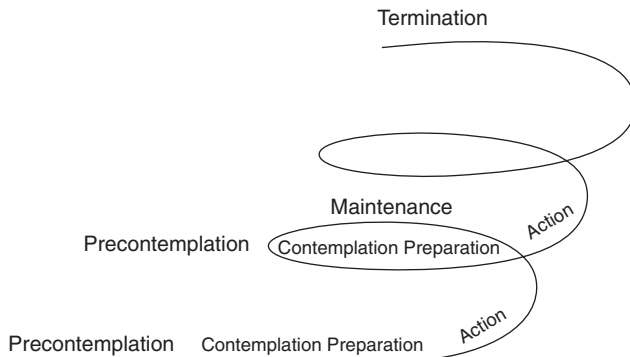 Termination
Maintenance
Action
Precontemplation
Contemplation Preparation
Action
Precontemplation
Contemplation Preparation